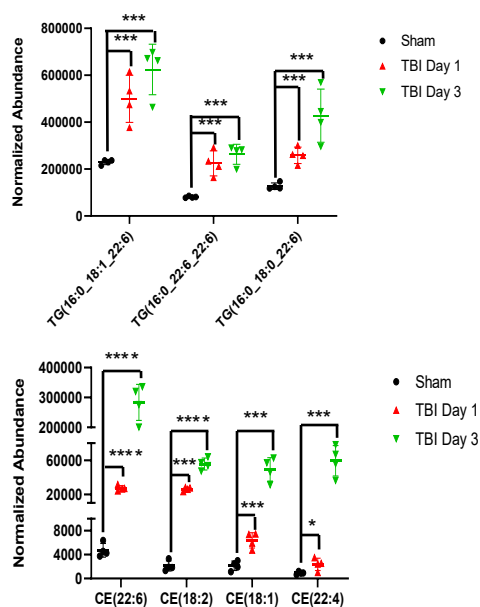 Normalized Abundance
800000
600000
400000
200000
0
***
***
***
***
***
***
Sham
TBI Day 1
TBI Day 3
TG(16:0_18:1_22:6)
TG(16:0_22:6_22:6)
TG(16:0_18:0_22:6)
Normalized Abundance
400000
300000
200000
100000
60000
20000
8000
4000
0
****
****
****
***
***
***
***
*
Sham
TBI Day 1
TBI Day 3
CE(22:6) CE(18:2) CE(18:1) CE(22:4)